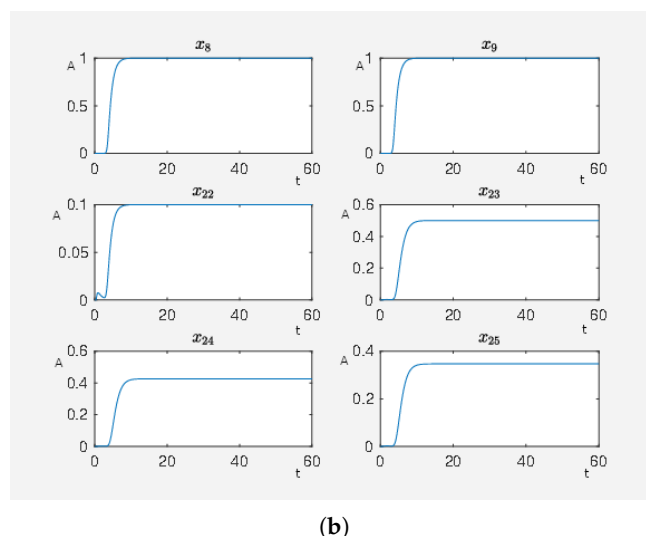 x8 x9
A 1 0.5 0 0 20 40 60 t
A 1 0.5 0 0 20 40 60 t
x22 x23
A 0.1 0.05 0 0 20 40 60 t
A 0.6 0.4 0.2 0 0 20 40 60 t
x24 x25
A 0.6 0.4 0.2 0 0 20 40 60 t
A 0.4 0.2 0 0 20 40 60 t
(b)